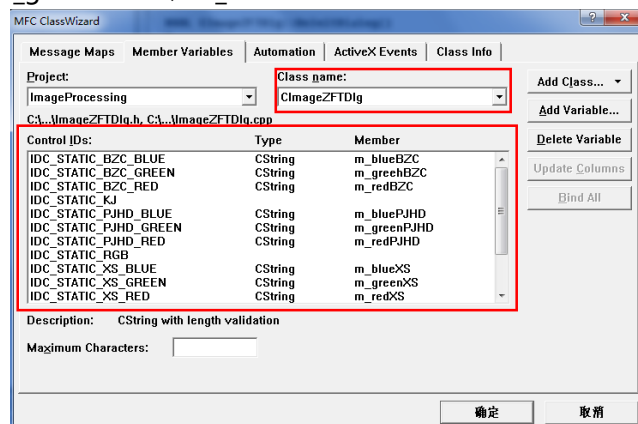 MFC ClassWizard
Message Maps Member Variables Automation ActiveX Events Class Info
Project: Class name:
ImageProcessing CImageZFTDlg
Add Class...
Add Variable...
C:\...\ImageZFTDlg.h, C:\...\ImageZFTDlg.cpp
Control IDs: Type Member
Delete Variable
Update Columns
Bind All
IDC_STATIC_BZC_BLUE CString m_blueBZC
IDC_STATIC_BZC_GREEN CString m_greehBZC
IDC_STATIC_BZC_RED CString m_redBZC
IDC_STATIC_KJ
IDC_STATIC_PJHD_BLUE CString m_bluePJHD
IDC_STATIC_PJHD_GREEN CString m_greenPJHD
IDC_STATIC_PJHD_RED CString m_redPJHD
IDC_STATIC_RGB
IDC_STATIC_XS_BLUE CString m_blueXS
IDC_STATIC_XS_GREEN CString m_greenXS
IDC_STATIC_XS_RED CString m_redXS
Description: CString with length validation
Maximum Characters:
确定 取消